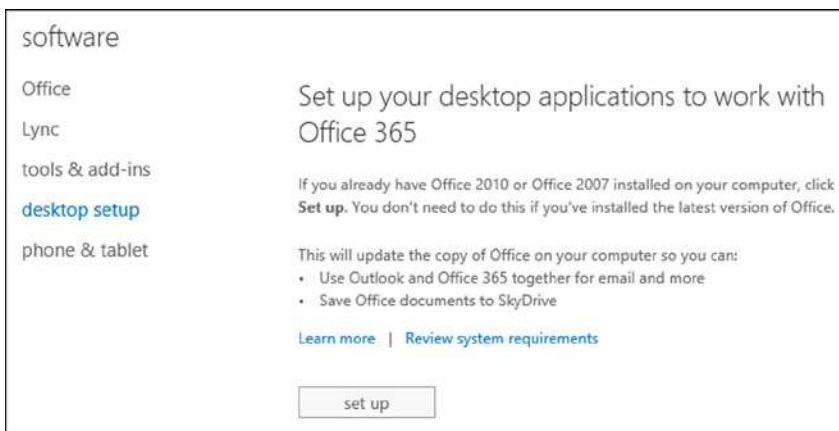 software
Office
Lync
tools & add-ins
desktop setup
phone & tablet
Set up your desktop applications to work with
Office 365
If you already have Office 2010 or Office 2007 installed on your computer, click
Set up. You don't need to do this if you've installed the latest version of Office.
This will update the copy of Office on your computer so you can:
• Use Outlook and Office 365 together for email and more
• Save Office documents to SkyDrive
Learn more | Review system requirements
set up